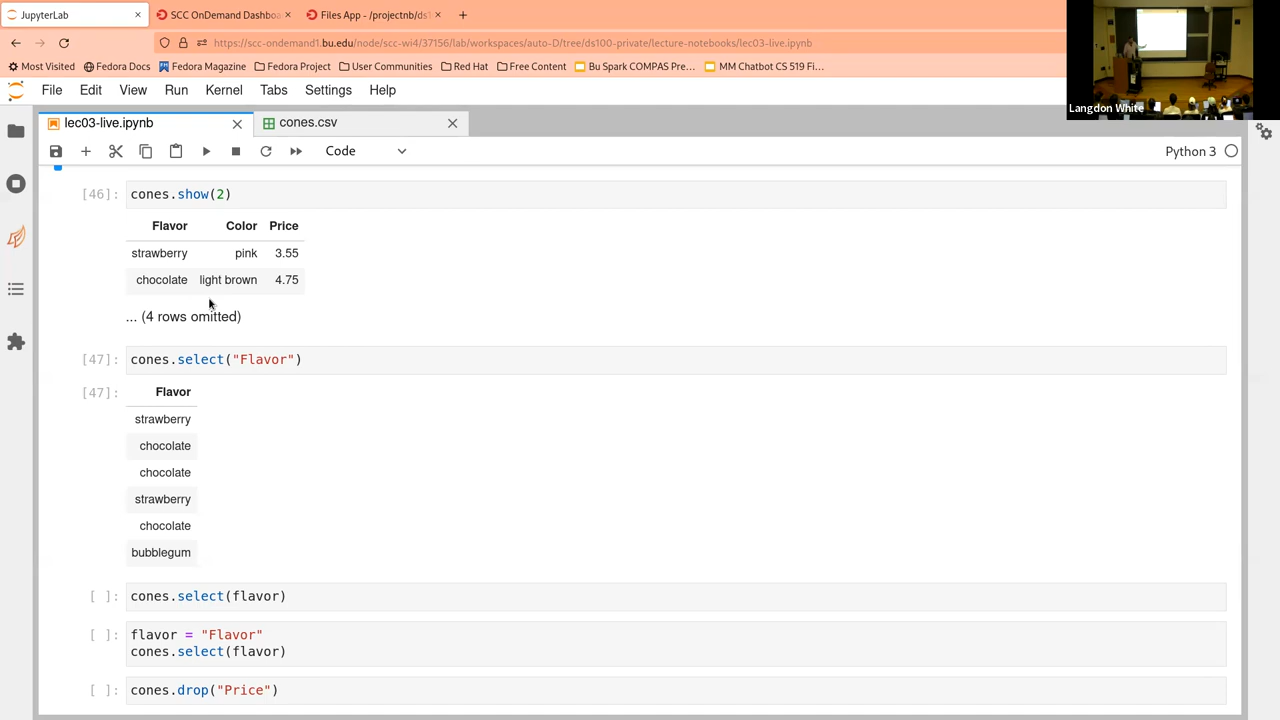 JupyterLab
SCC OnDemand Dashboa
Files App - /projectnb/ds1
https://scc-ondemand1.bu.edu/node/scc-wi4/37156/lab/workspaces/auto-D/tree/ds100-private/lecture-notebooks/lec03-live.ipynb
Most Visited Fedora Docs Fedora Magazine Fedora Project User Communities Red Hat Free Content Bu Spark COMPAS Pre... MM Chatbot CS 519 Fi...
Langdon White
File Edit View Run Kernel Tabs Settings Help
lec03-live.ipynb cones.csv
Code Python 3
[46]: cones.show(2)
Flavor Color Price
strawberry pink 3.55
chocolate light brown 4.75
... (4 rows omitted)
[47]: cones.select("Flavor")
[47]: Flavor
strawberry
chocolate
chocolate
strawberry
chocolate
bubblegum
[ ]: cones.select(flavor)
[ ]: flavor = "Flavor"
cones.select(flavor)
[ ]: cones.drop("Price")